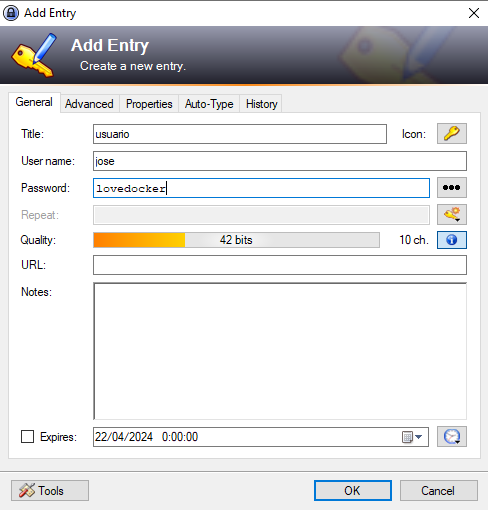 Add Entry
Add Entry
Create a new entry.
General Advanced Properties Auto-Type History
Title: usuario Icon:
User name: jose
Password: lovedocker
Repeat:
Quality: 42 bits 10 ch.
URL:
Notes:
Expires: 22/04/2024 0:00:00
Tools OK Cancel